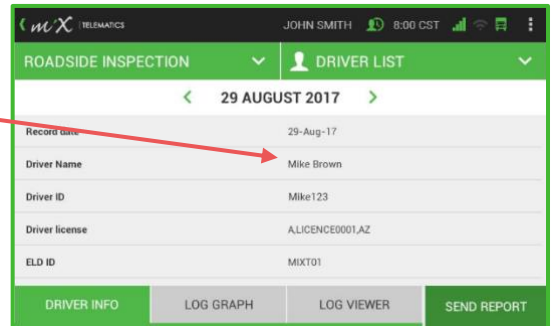 m'X TELEMATICS JOHN SMITH 8:00 CST
ROADSIDE INSPECTION DRIVER LIST
29 AUGUST 2017
Record date 29-Aug-17
Driver Name Mike Brown
Driver ID Mike123
Driver license A,LICENCE0001,AZ
ELD ID MIXT01
DRIVER INFO LOG GRAPH LOG VIEWER SEND REPORT